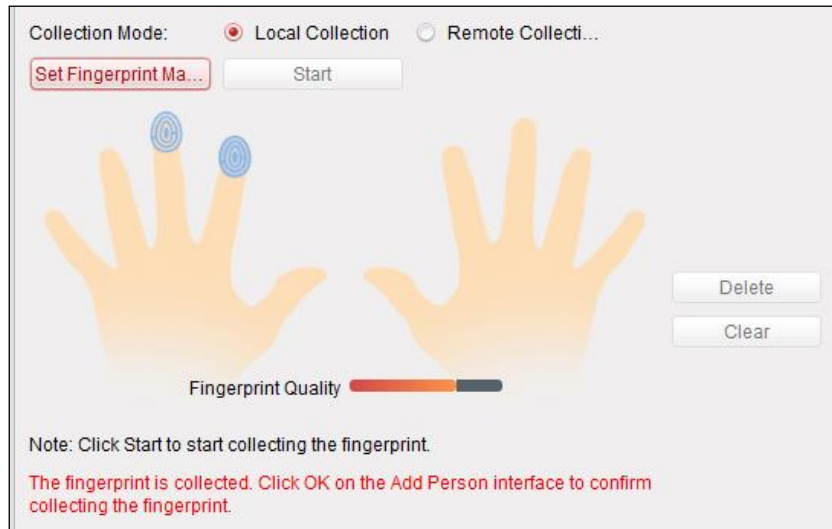 Collection Mode: Local Collection Remote Collecti...
Set Fingerprint Ma... Start
Delete
Clear
Fingerprint Quality
Note: Click Start to start collecting the fingerprint.
The fingerprint is collected. Click OK on the Add Person interface to confirm
collecting the fingerprint.